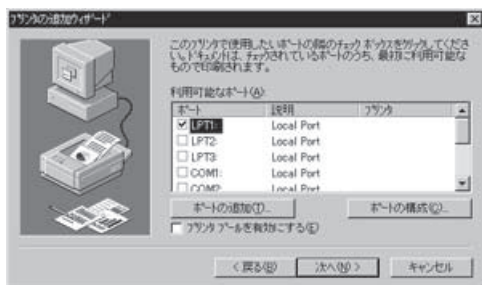 プリンタの追加ウィザード
このプリンタで使用したいポートの隣のチェック ボックスをクリックしてくださ
い。ドキュメントは、チェックされているポートのうち、最初に利用可能な
もので印刷されます。
利用可能なポート(A):
ポート 説明 プリンタ
LPT1: Local Port
LPT2: Local Port
LPT3: Local Port
COM1: Local Port
COM2: Local Port
ポートの追加(T)... ポートの構成(C)...
プリンタ プールを有効にする(E)
< 戻る(B) 次へ(N) > キャンセル